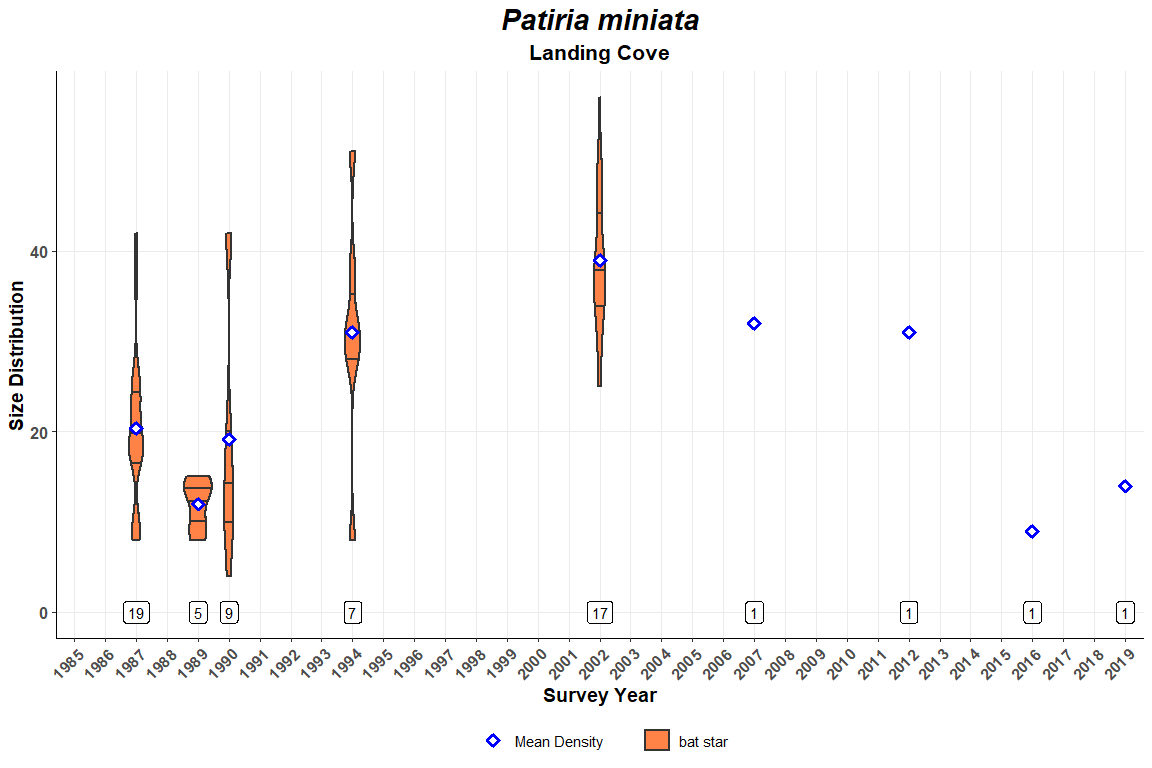 Patiria miniata
Landing Cove
Size Distribution
40
20
0
19 5 9 7 17 1 1 1 1
1985 1986 1987 1988 1989 1990 1991 1992 1993 1994 1995 1996 1997 1998 1999 2000 2001 2002 2003 2004 2005 2006 2007 2008 2009 2010 2011 2012 2013 2014 2015 2016 2017 2018 2019
Survey Year
Mean Density bat star